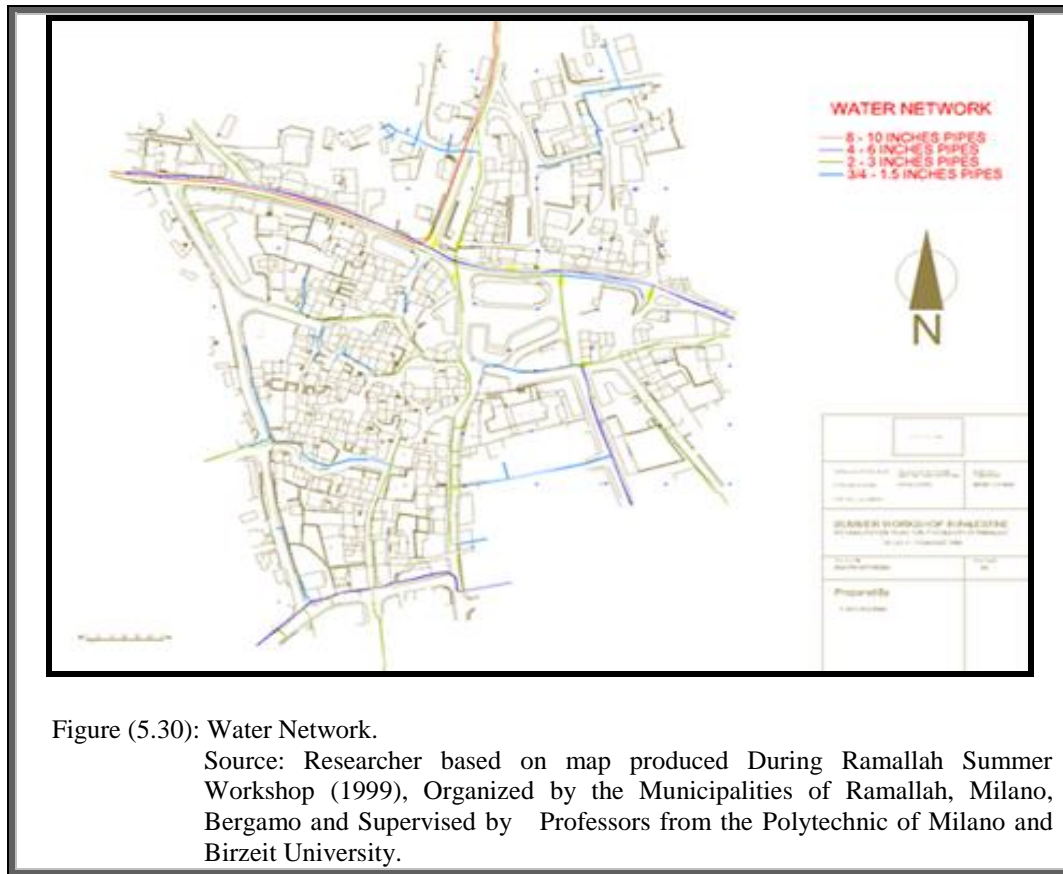 WATER NETWORK
8 - 10 INCHES PIPES
4 - 6 INCHES PIPES
2 - 3 INCHES PIPES
3/4 - 1.5 INCHES PIPES
N
SUMMER WORKSHOP IN PALESTINE
Prepared By
Figure (5.30): Water Network.
Source: Researcher based on map produced During Ramallah Summer
Workshop (1999), Organized by the Municipalities of Ramallah, Milano,
Bergamo and Supervised by Professors from the Polytechnic of Milano and
Birzeit University.